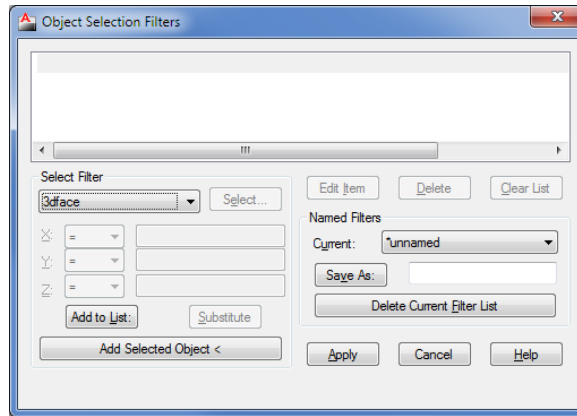 Object Selection Filters
Select Filter
3dface
Select...
X: =
Y: =
Z: =
Add to List:
Substitute
Add Selected Object <
Edit Item
Delete
Clear List
Named Filters
Current:
*unnamed
Save As:
Delete Current Filter List
Apply
Cancel
Help